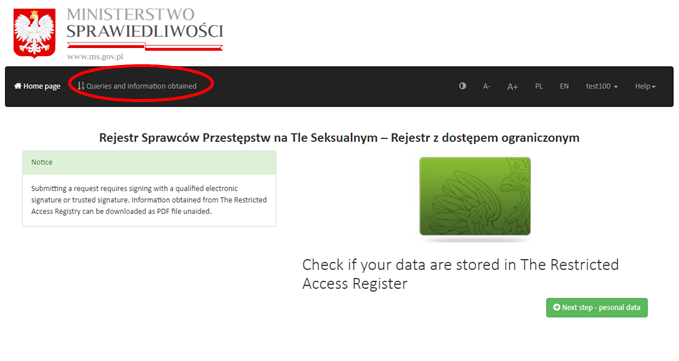 MINISTERSTWO
SPRAWIEDLIWOŚCI
www.ms.gov.pl
Home page Queries and information obtained A- A+ PL EN test100 Help
Rejestr Sprawców Przestępstw na Tle Seksualnym – Rejestr z dostępem ograniczonym
Notice
Submitting a request requires signing with a qualified electronic
signature or trusted signature. Information obtained from The Restricted
Access Registry can be downloaded as PDF file unaided.
Check if your data are stored in The Restricted
Access Register
Next step - pesonal data